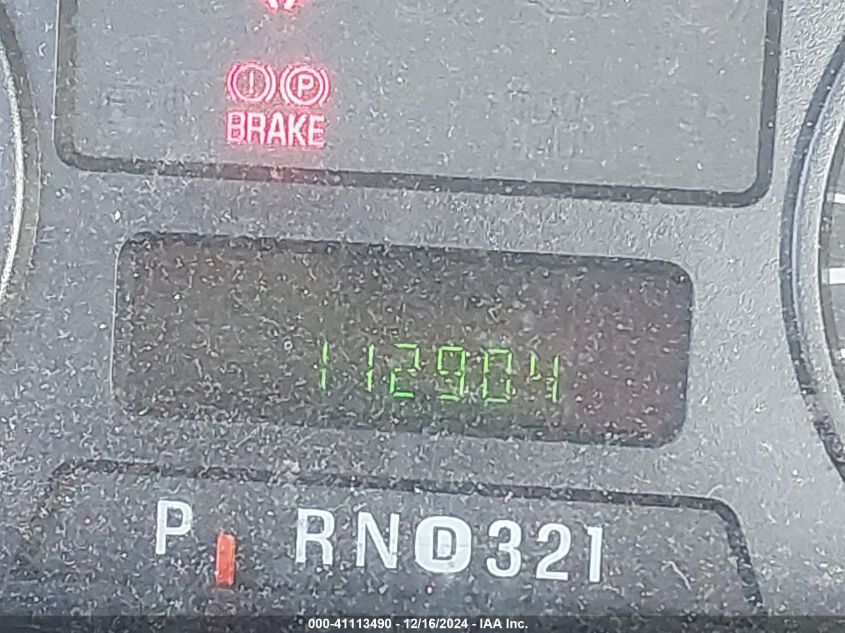 BRAKE
112904
P RND321
000-41113490 - 12/16/2024 - IAA Inc.